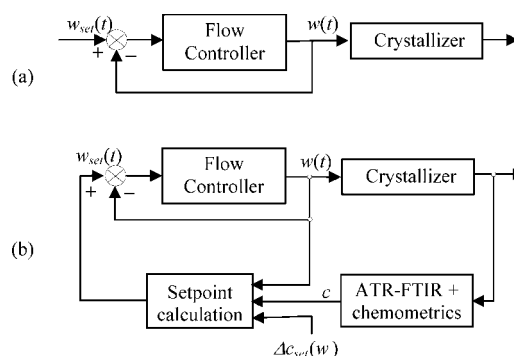 w_set(t)
+
−
Flow
Controller
w(t)
Crystallizer
(a)
w_set(t)
+
−
Flow
Controller
w(t)
Crystallizer
(b)
Setpoint
calculation
c
ATR-FTIR +
chemometrics
Δc_set(w)